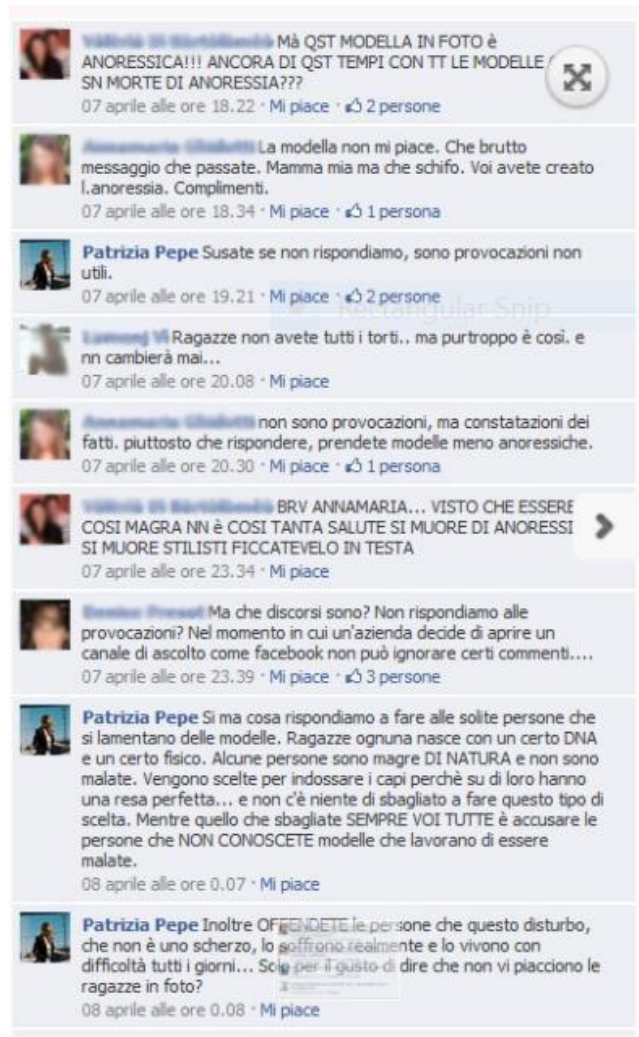 Mà QST MODELLA IN FOTO è
ANORESSICA!!! ANCORA DI QST TEMPI CON TT LE MODELLE
SN MORTE DI ANORESSIA???
07 aprile alle ore 18.22 · Mi piace · 2 persone
La modella non mi piace. Che brutto
messaggio che passate. Mamma mia ma che schifo. Voi avete creato
l.anoressia. Complimenti.
07 aprile alle ore 18.34 · Mi piace · 1 persona
Patrizia Pepe Susate se non rispondiamo, sono provocazioni non
utili.
07 aprile alle ore 19.21 · Mi piace · 2 persone
Rectangular Snip
Ragazze non avete tutti i torti.. ma purtroppo è così. e
nn cambierà mai...
07 aprile alle ore 20.08 · Mi piace
non sono provocazioni, ma constatazioni dei
fatti. piuttosto che rispondere, prendete modelle meno anoressiche.
07 aprile alle ore 20.30 · Mi piace · 1 persona
BRV ANNAMARIA... VISTO CHE ESSERE
COSI MAGRA NN è COSI TANTA SALUTE SI MUORE DI ANORESSI
SI MUORE STILISTI FICCATEVELO IN TESTA
07 aprile alle ore 23.34 · Mi piace
Ma che discorsi sono? Non rispondiamo alle
provocazioni? Nel momento in cui un'azienda decide di aprire un
canale di ascolto come facebook non può ignorare certi commenti....
07 aprile alle ore 23.39 · Mi piace · 3 persone
Patrizia Pepe Si ma cosa rispondiamo a fare alle solite persone che
si lamentano delle modelle. Ragazze ognuna nasce con un certo DNA
e un certo fisico. Alcune persone sono magre DI NATURA e non sono
malate. Vengono scelte per indossare i capi perchè su di loro hanno
una resa perfetta... e non c'è niente di sbagliato a fare questo tipo di
scelta. Mentre quello che sbagliate SEMPRE VOI TUTTE è accusare le
persone che NON CONOSCETE modelle che lavorano di essere
malate.
08 aprile alle ore 0.07 · Mi piace
Patrizia Pepe Inoltre OFFENDETE le persone che questo disturbo,
che non è uno scherzo, lo soffrono realmente e lo vivono con
difficoltà tutti i giorni... Solo per il gusto di dire che non vi piacciono le
ragazze in foto?
08 aprile alle ore 0.08 · Mi piace